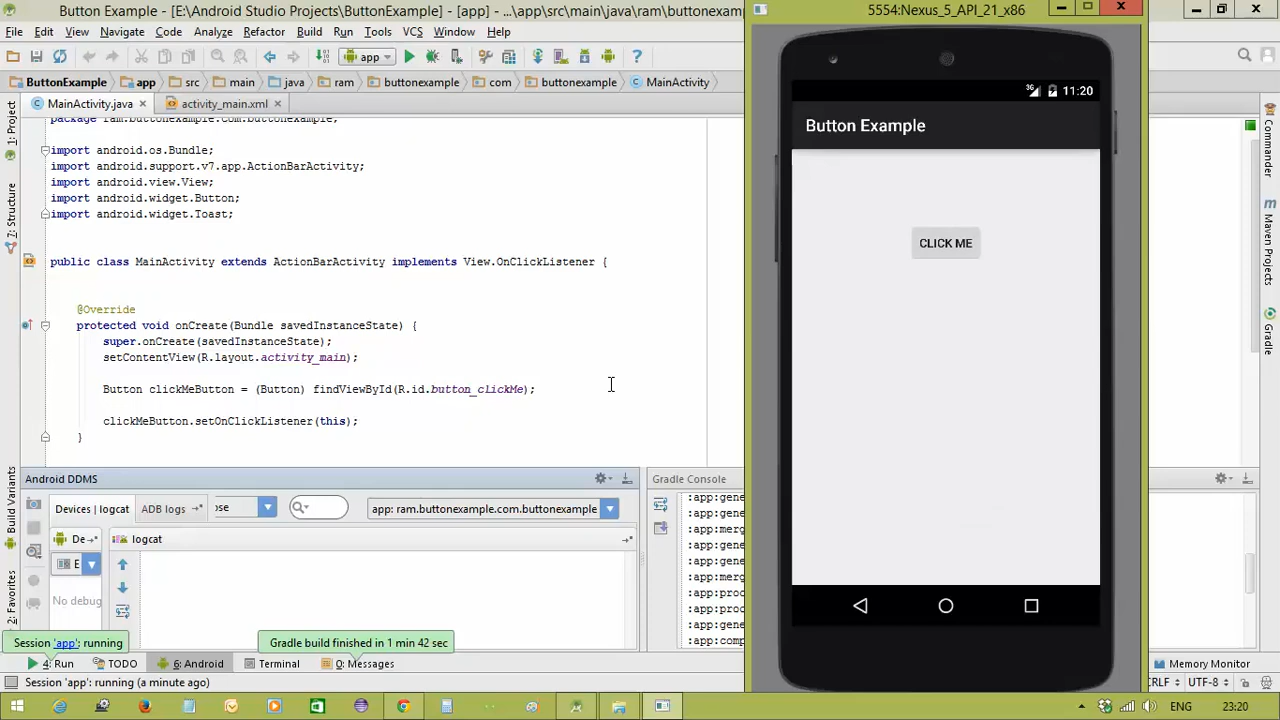 Button Example - [E:\Android Studio Projects\ButtonExample] - [app] - ...\app\src\main\java\ram\buttonexam
5554:Nexus_5_API_21_x86
File Edit View Navigate Code Analyze Refactor Build Run Tools VCS Window Help
app
ButtonExample app src main java ram buttonexample com buttonexample MainActivity
MainActivity.java activity_main.xml
package ram.buttonexample.com.buttonexample;
import android.os.Bundle;
import android.support.v7.app.ActionBarActivity;
import android.view.View;
import android.widget.Button;
import android.widget.Toast;
public class MainActivity extends ActionBarActivity implements View.OnClickListener {
@Override
protected void onCreate(Bundle savedInstanceState) {
super.onCreate(savedInstanceState);
setContentView(R.layout.activity_main);
Button clickMeButton = (Button) findViewById(R.id.button_clickMe);
clickMeButton.setOnClickListener(this);
}
1: Project
7: Structure
Build Variants
2: Favorites
3G 11:20
Button Example
CLICK ME
Commander
Maven Projects
Gradle
Android DDMS
Devices | logcat ADB logs ose app: ram.buttonexample.com.buttonexample
De logcat
E
No debug
Gradle Console
:app:gene
:app:gene
:app:merg
:app:gene
:app:gene
:app:merg
:app:proc
:app:proc
:app:gene
:app:comp
Session 'app': running
Gradle build finished in 1 min 42 sec
4: Run TODO 6: Android Terminal 0: Messages Memory Monitor
Session 'app': running (a minute ago) CRLF UTF-8
ENG 23:20